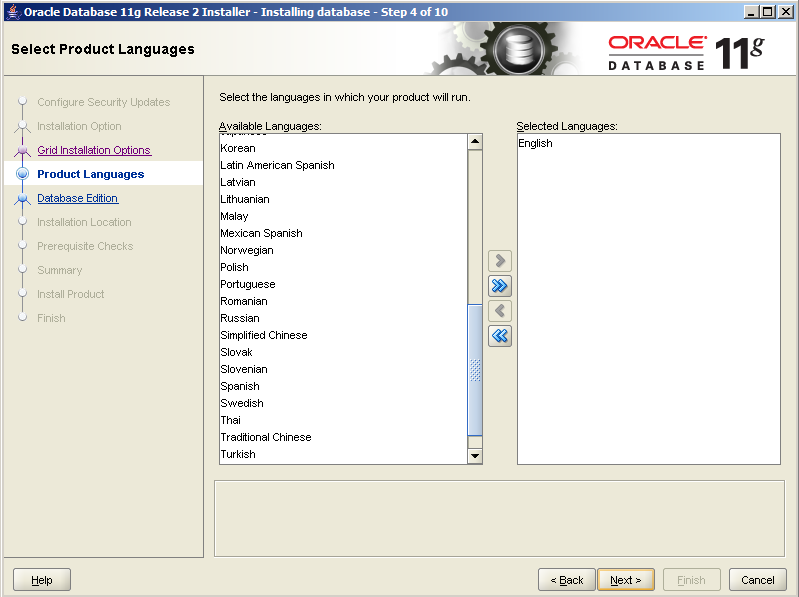 Oracle Database 11g Release 2 Installer - Installing database - Step 4 of 10
Select Product Languages
ORACLE
DATABASE
11g
Configure Security Updates
Installation Option
Grid Installation Options
Product Languages
Database Edition
Installation Location
Prerequisite Checks
Summary
Install Product
Finish
Select the languages in which your product will run.
Available Languages:
Korean
Latin American Spanish
Latvian
Lithuanian
Malay
Mexican Spanish
Norwegian
Polish
Portuguese
Romanian
Russian
Simplified Chinese
Slovak
Slovenian
Spanish
Swedish
Thai
Traditional Chinese
Turkish
Selected Languages:
English
Help
< Back
Next >
Finish
Cancel